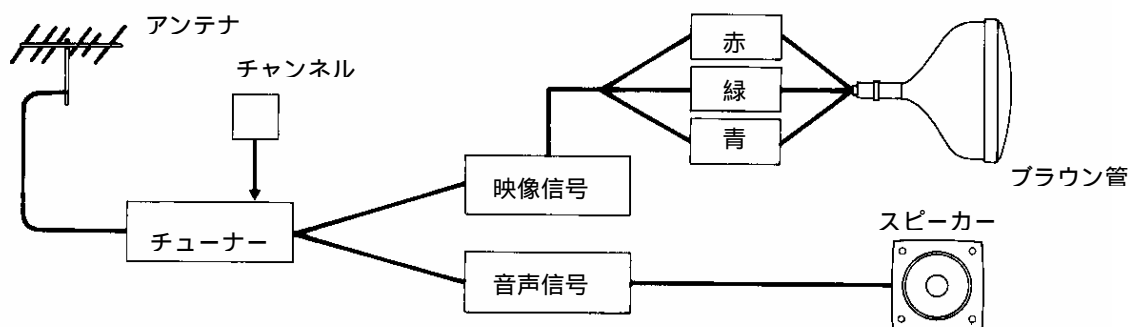 アンテナ
チャンネル
チューナー
映像信号
音声信号
赤
緑
青
ブラウン管
スピーカー